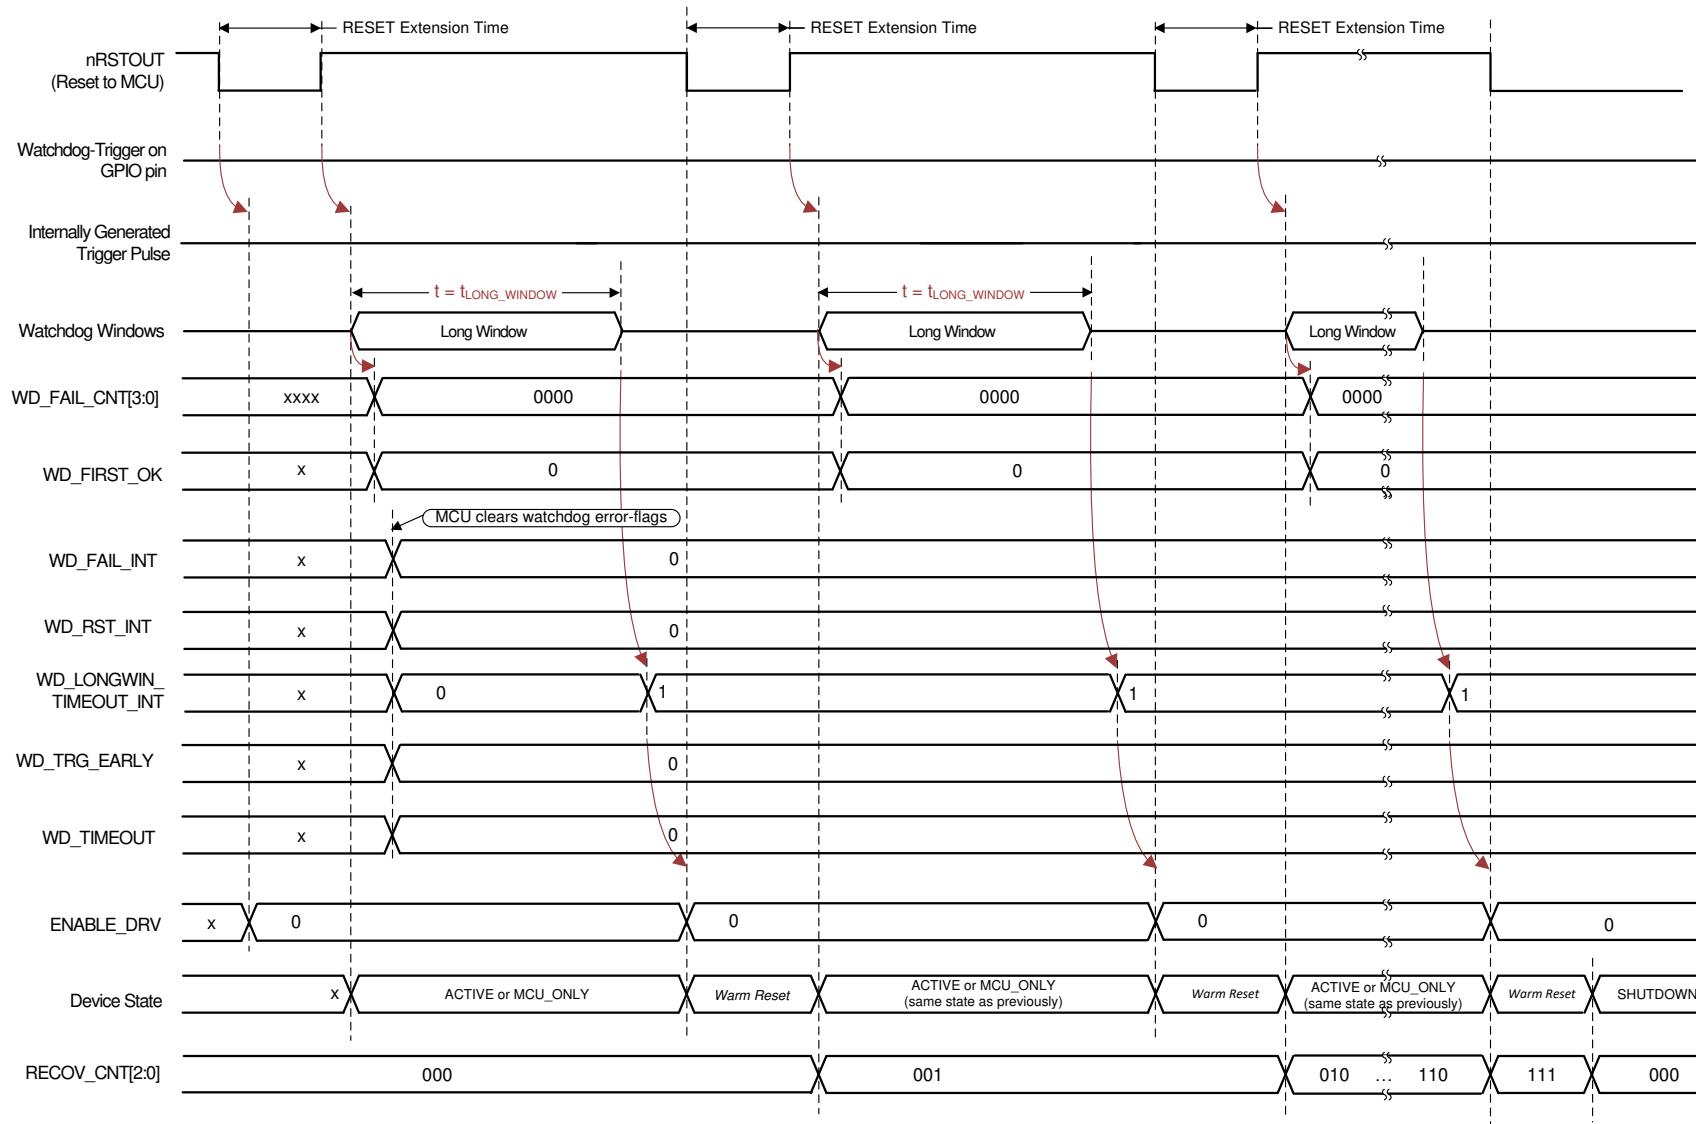 RESET Extension Time RESET Extension Time RESET Extension Time
nRSTOUT
(Reset to MCU)
Watchdog-Trigger on
GPIO pin
Internally Generated
Trigger Pulse
t = tLONG_WINDOW t = tLONG_WINDOW
Watchdog Windows Long Window Long Window Long Window
WD_FAIL_CNT[3:0] xxxx 0000 0000 0000
WD_FIRST_OK x 0 0 0
MCU clears watchdog error-flags
WD_FAIL_INT x 0
WD_RST_INT x 0
WD_LONGWIN_
TIMEOUT_INT x 0 1 1 1
WD_TRG_EARLY x 0
WD_TIMEOUT x 0
ENABLE_DRV x 0 0 0 0
Device State x ACTIVE or MCU_ONLY Warm Reset ACTIVE or MCU_ONLY
(same state as previously) Warm Reset ACTIVE or MCU_ONLY
(same state as previously) Warm Reset SHUTDOWN
RECOV_CNT[2:0] 000 001 010 ... 110 111 000